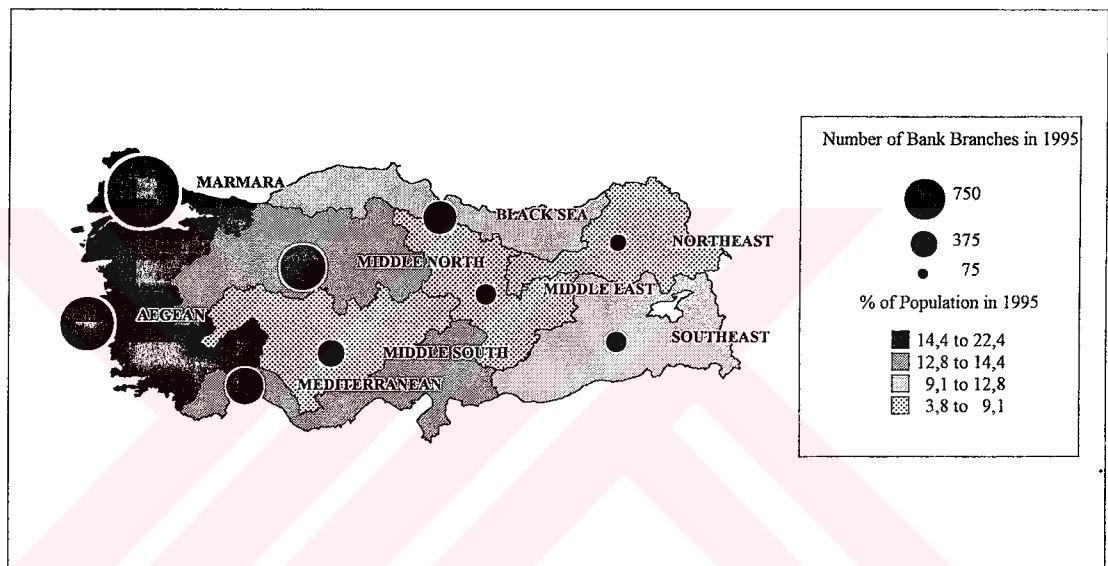 MARMARA
BLACK SEA
NORTHEAST
MIDDLE NORTH
MIDDLE EAST
AEGEAN
SOUTHEAST
MIDDLE SOUTH
MEDITERRANEAN
Number of Bank Branches in 1995
750
375
75
% of Population in 1995
14,4 to 22,4
12,8 to 14,4
9,1 to 12,8
3,8 to 9,1